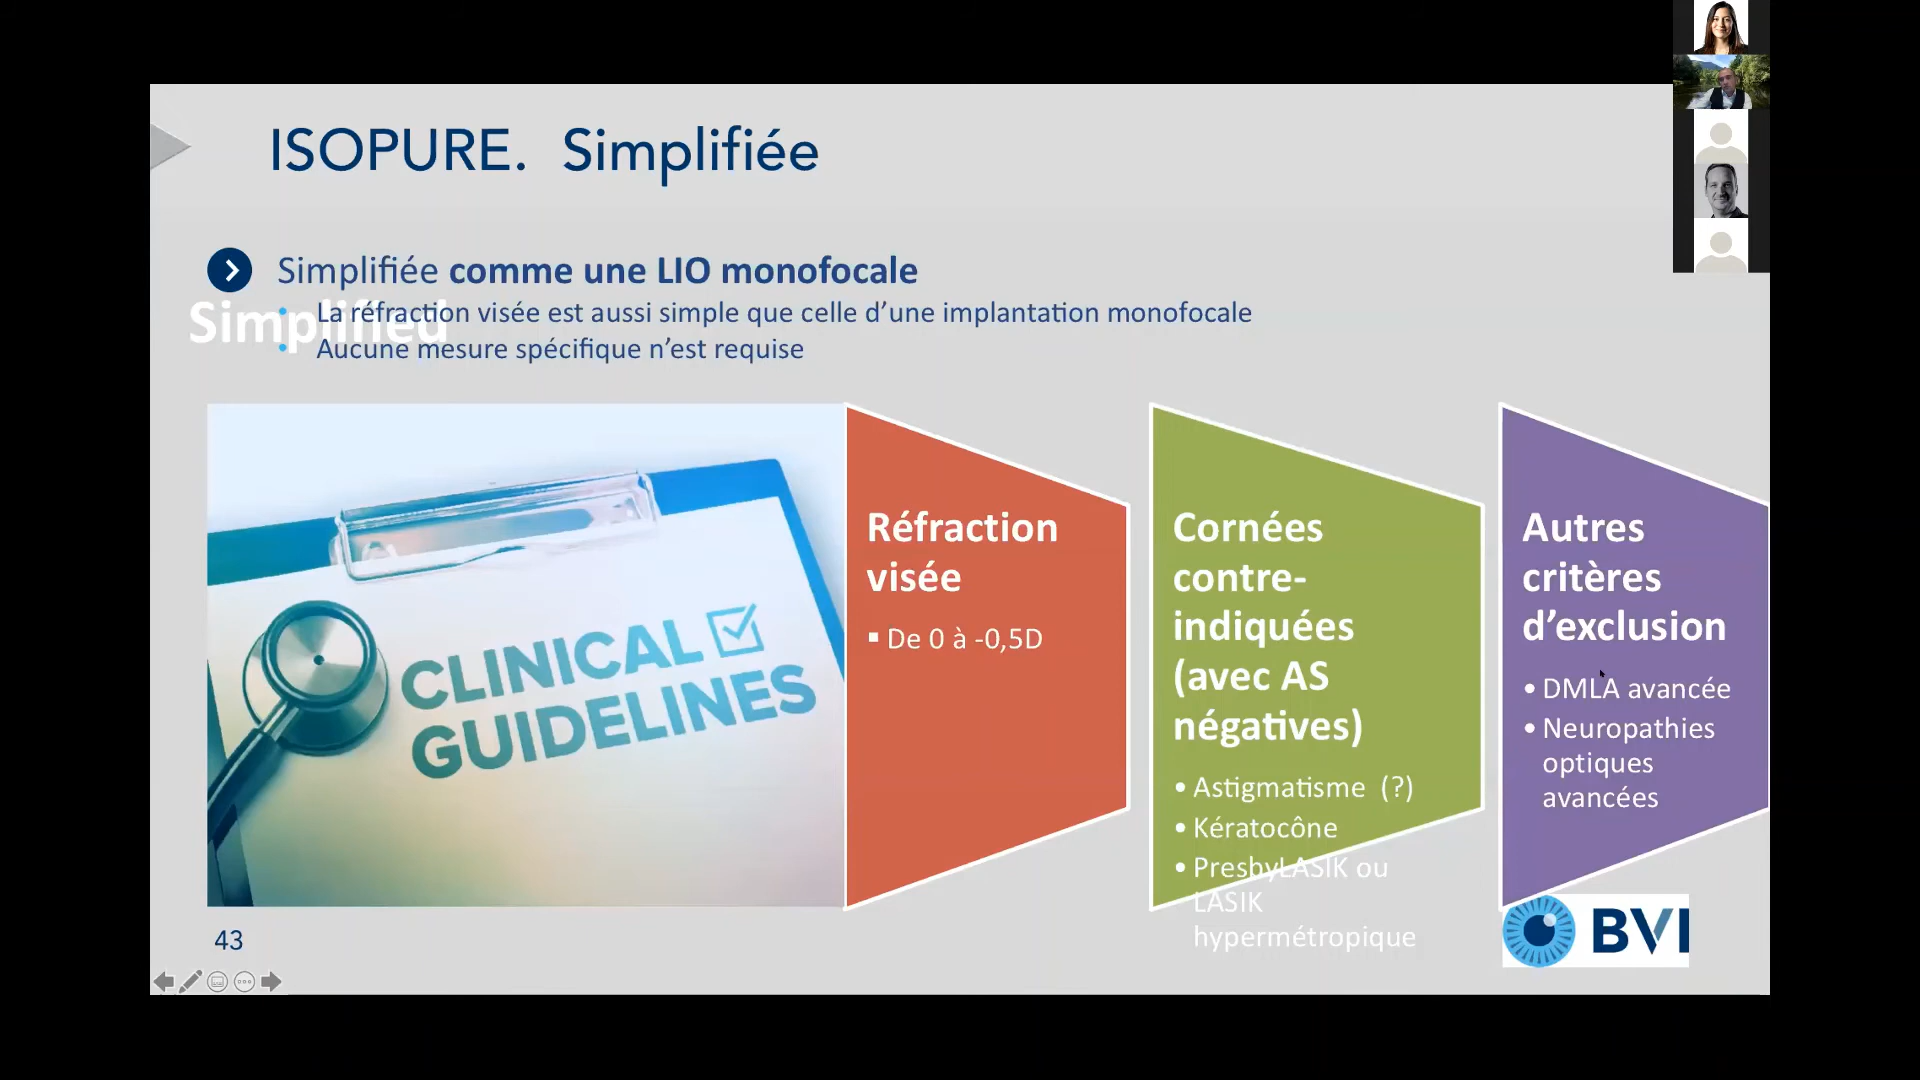 ISOPURE. Simplifiée
Simplifiée comme une LIO monofocale
Simplified
• La réfraction visée est aussi simple que celle d’une implantation monofocale
• Aucune mesure spécifique n’est requise
CLINICAL
GUIDELINES
Réfraction
visée
▪ De 0 à -0,5D
Cornées
contre-
indiquées
(avec AS
négatives)
• Astigmatisme (?)
• Kératocône
• PresbyLASIK ou
LASIK
hypermétropique
Autres
critères
d’exclusion
• DMLA avancée
• Neuropathies
optiques
avancées
43
BVI